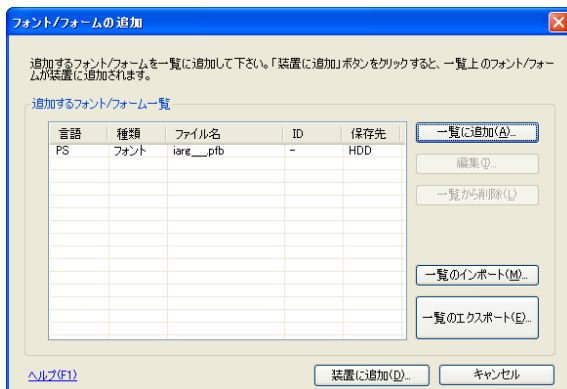 フォント/フォームの追加
追加するフォント/フォームを一覧に追加して下さい。「装置に追加」ボタンをクリックすると、一覧上のフォント/フォー
ムが装置に追加されます。
追加するフォント/フォーム一覧
言語 種類 ファイル名 ID 保存先
PS フォント iarg___.pfb - HDD
一覧に追加(A)...
編集(I)...
一覧から削除(L)
一覧のインポート(M)...
一覧のエクスポート(E)...
ヘルプ(F1)
装置に追加(D)...
キャンセル